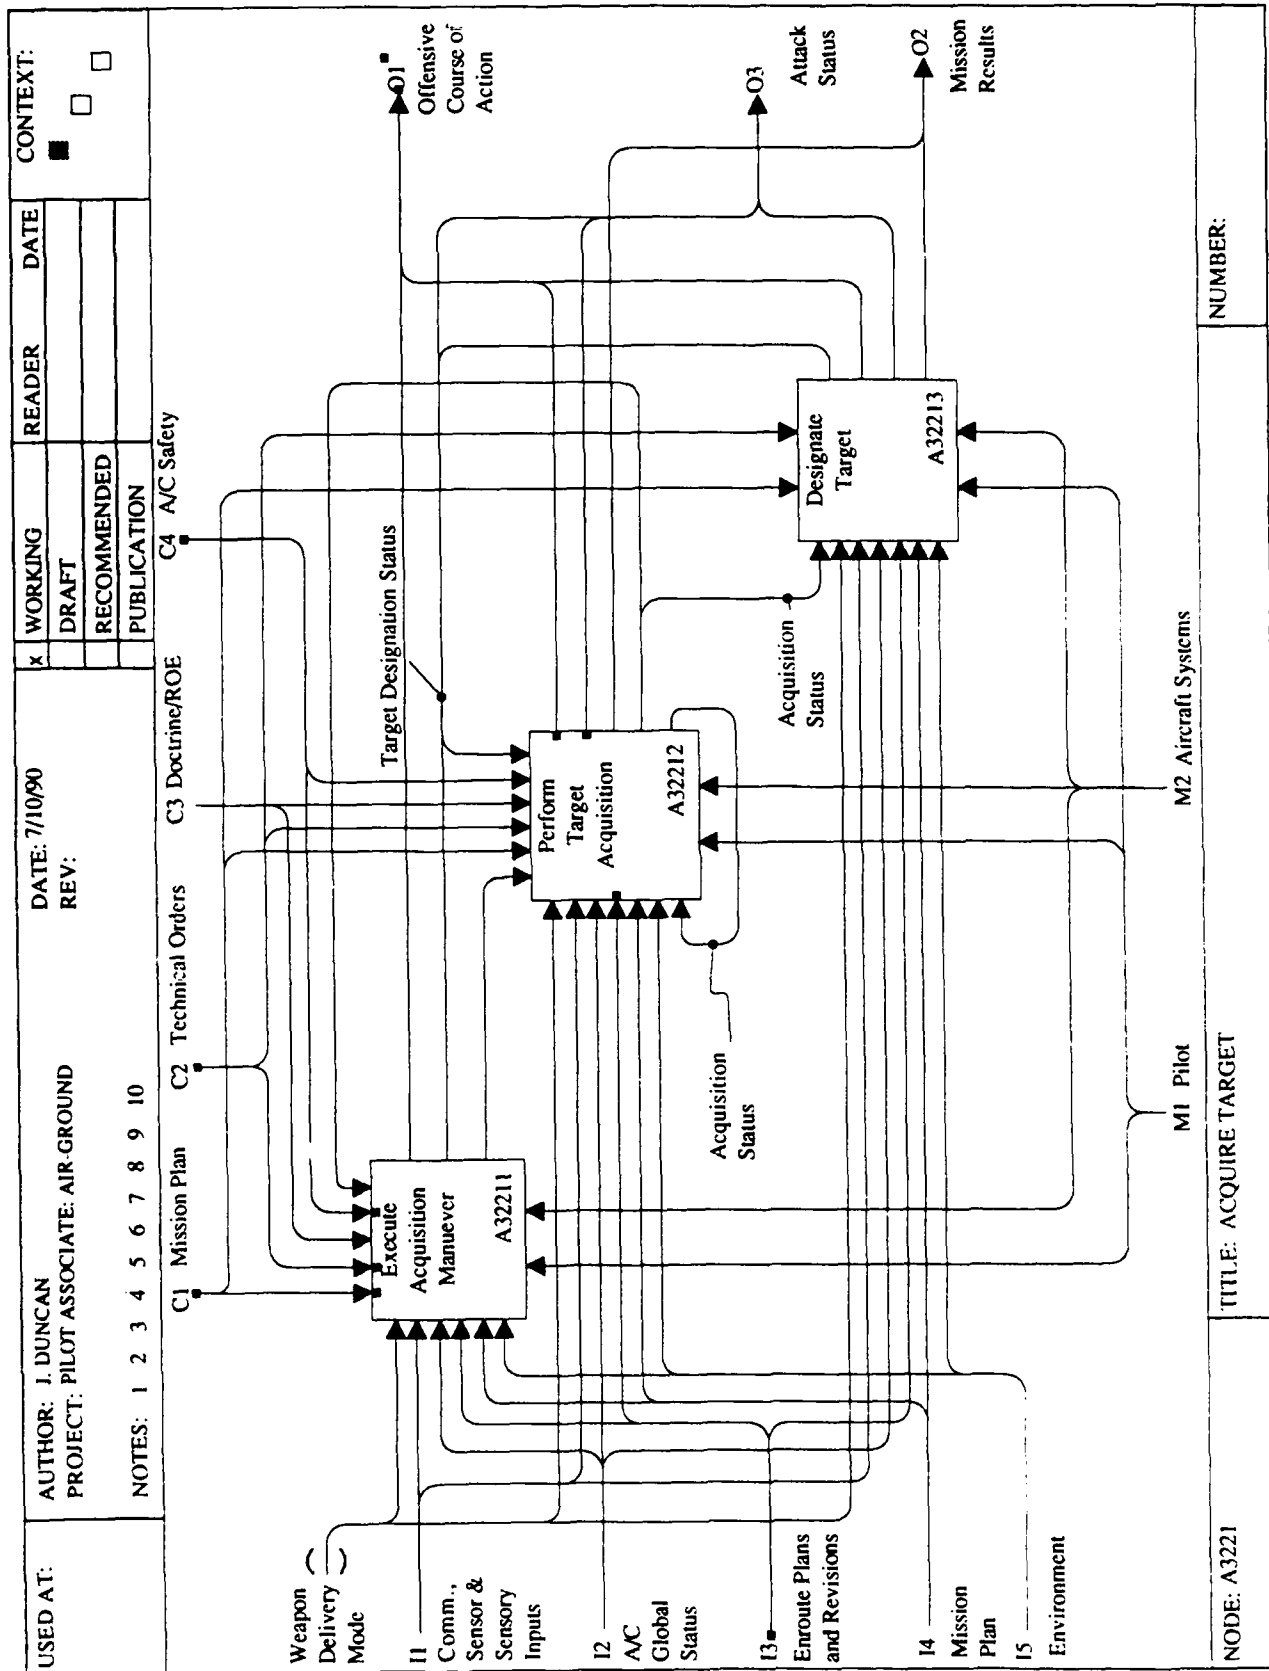 USED AT:
AUTHOR: J. DUNCAN
PROJECT: PILOT ASSOCIATE: AIR-GROUND
NOTES: 1 2 3 4 5 6 7 8 9 10
DATE: 7/10/90
REV:
x WORKING
DRAFT
RECOMMENDED
PUBLICATION
READER DATE
CONTEXT:
C1 Mission Plan
C2 Technical Orders
C3 Doctrine/ROE
C4 A/C Safety
Weapon
Delivery
Mode
I1
Comm.,
Sensor &
Sensory
Inputs
I2
A/C
Global
Status
I3
Enroute Plans
and Revisions
I4
Mission
Plan
I5
Environment
Execute
Acquisition
Manuever
A32211
Target Designation Status
Perform
Target
Acquisition
A32212
Acquisition
Status
Acquisition
Status
Designate
Target
A32213
O1
Offensive
Course of
Action
O3
Attack
Status
O2
Mission
Results
M1 Pilot
M2 Aircraft Systems
NODE: A3221
TITLE: ACQUIRE TARGET
NUMBER: